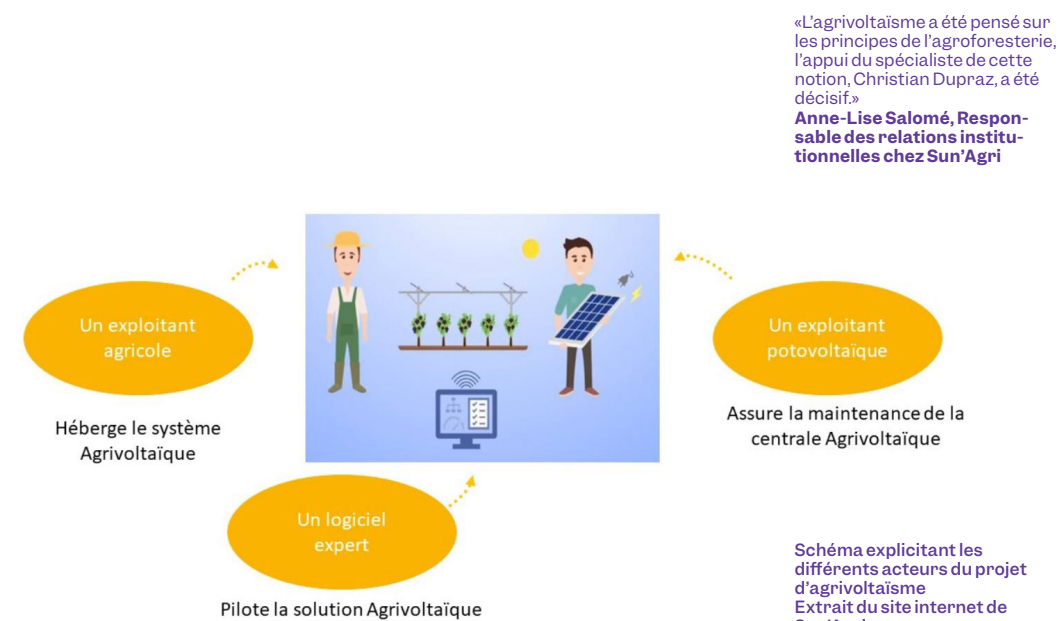 «L'agrivoltaïsme a été pensé sur
les principes de l'agroforesterie,
l'appui du spécialiste de cette
notion, Christian Dupraz, a été
décisif.»
Anne-Lise Salomé, Respon-
sable des relations institu-
tionnelles chez Sun'Agri
Un exploitant
agricole
Héberge le système
Agrivoltaïque
Un exploitant
potovoltaïque
Assure la maintenance de la
centrale Agrivoltaïque
Un logiciel
expert
Pilote la solution Agrivoltaïque
Schéma explicitant les
différents acteurs du projet
d'agrivoltaïsme
Extrait du site internet de